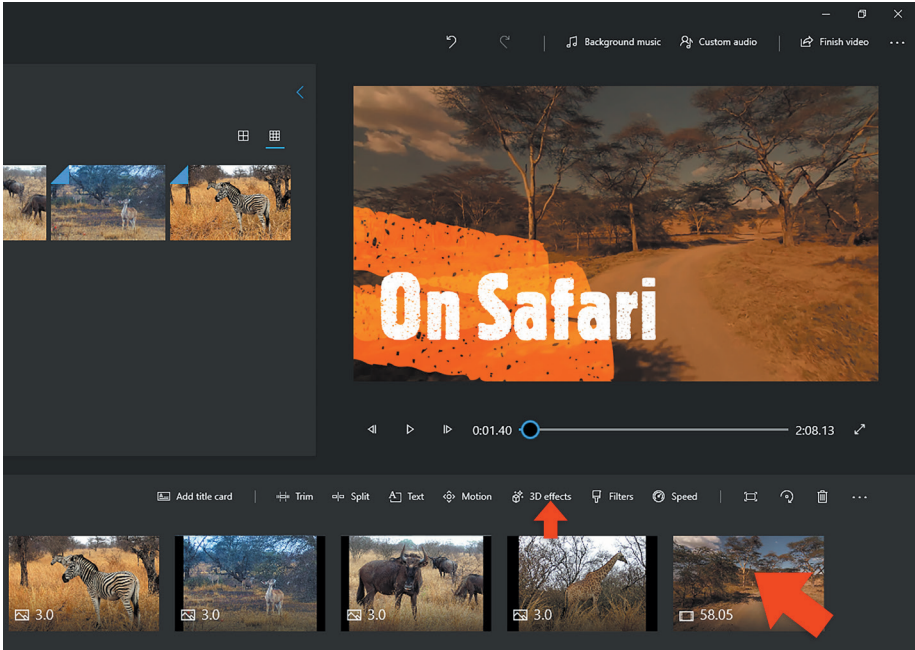 Background music Custom audio Finish video
On Safari
0:01.40 2:08.13
Add title card Trim Split Text Motion 3D effects Filters Speed
3.0 3.0 3.0 3.0 58.05